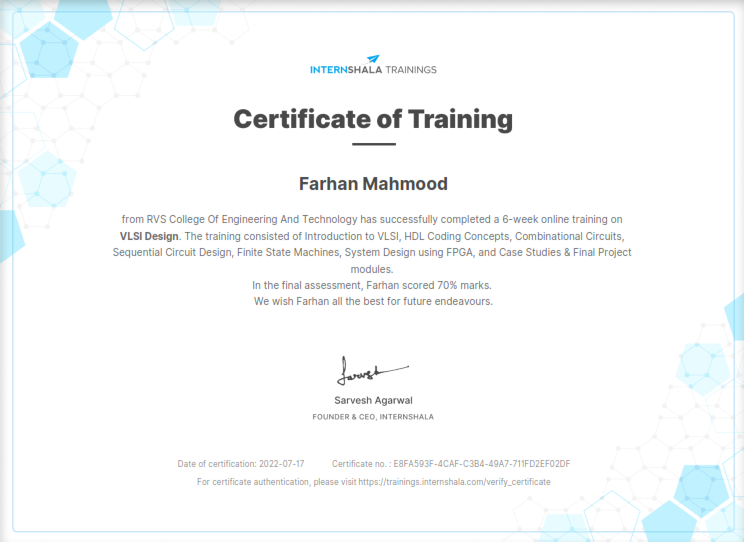 INTERNSHALA TRAININGS
Certificate of Training
Farhan Mahmood
from RVS College Of Engineering And Technology has successfully completed a 6-week online training on
VLSI Design. The training consisted of Introduction to VLSI, HDL Coding Concepts, Combinational Circuits,
Sequential Circuit Design, Finite State Machines, System Design using FPGA, and Case Studies & Final Project
modules.
In the final assessment, Farhan scored 70% marks.
We wish Farhan all the best for future endeavours.
Sarvesh
Sarvesh Agarwal
FOUNDER & CEO, INTERNSHALA
Date of certification: 2022-07-17 Certificate no. : E8FA593F-4CAF-C3B4-49A7-711FD2EF02DF
For certificate authentication, please visit https://trainings.internshala.com/verify_certificate